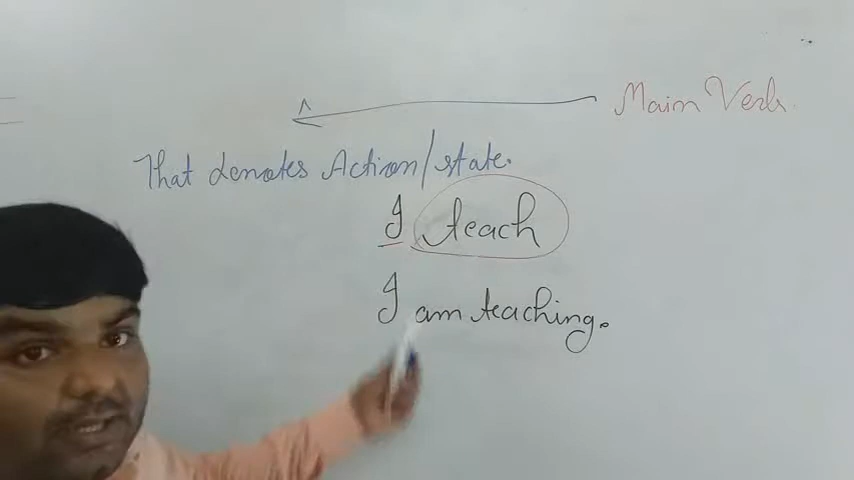 Main Verb
That denotes Action/state.
I teach
I am teaching.